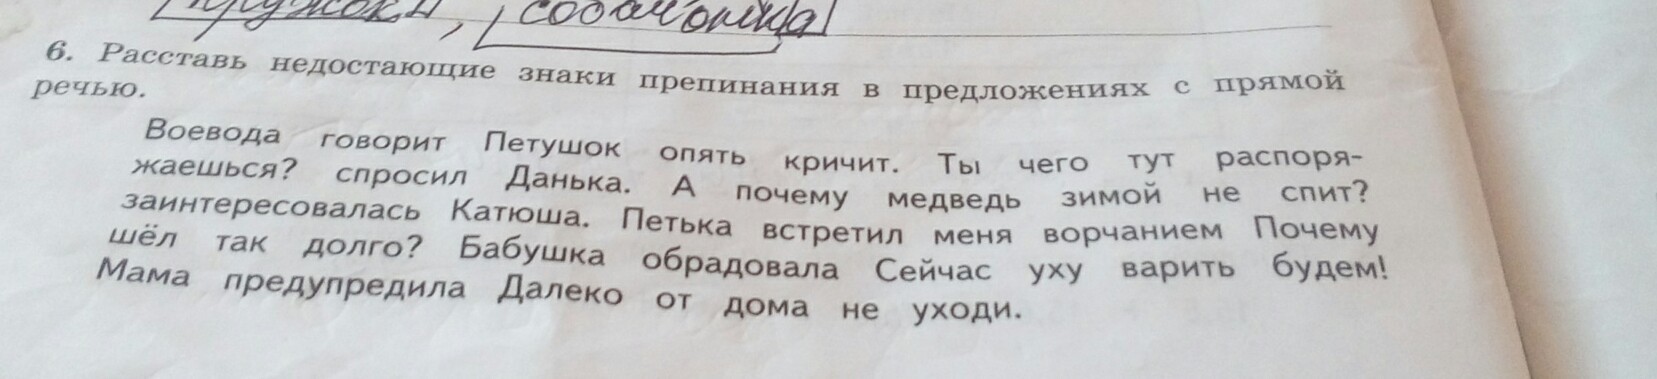 6. Расставь недостающие знаки препинания в предложениях с прямой
речью.
Воевода говорит Петушок опять кричит. Ты чего тут распоря-
жаешься? спросил Данька. А почему медведь зимой не спит?
заинтересовалась Катюша. Петька встретил меня ворчанием Почему
шёл так долго? Бабушка обрадовала Сейчас уху варить будем!
Мама предупредила Далеко от дома не уходи.